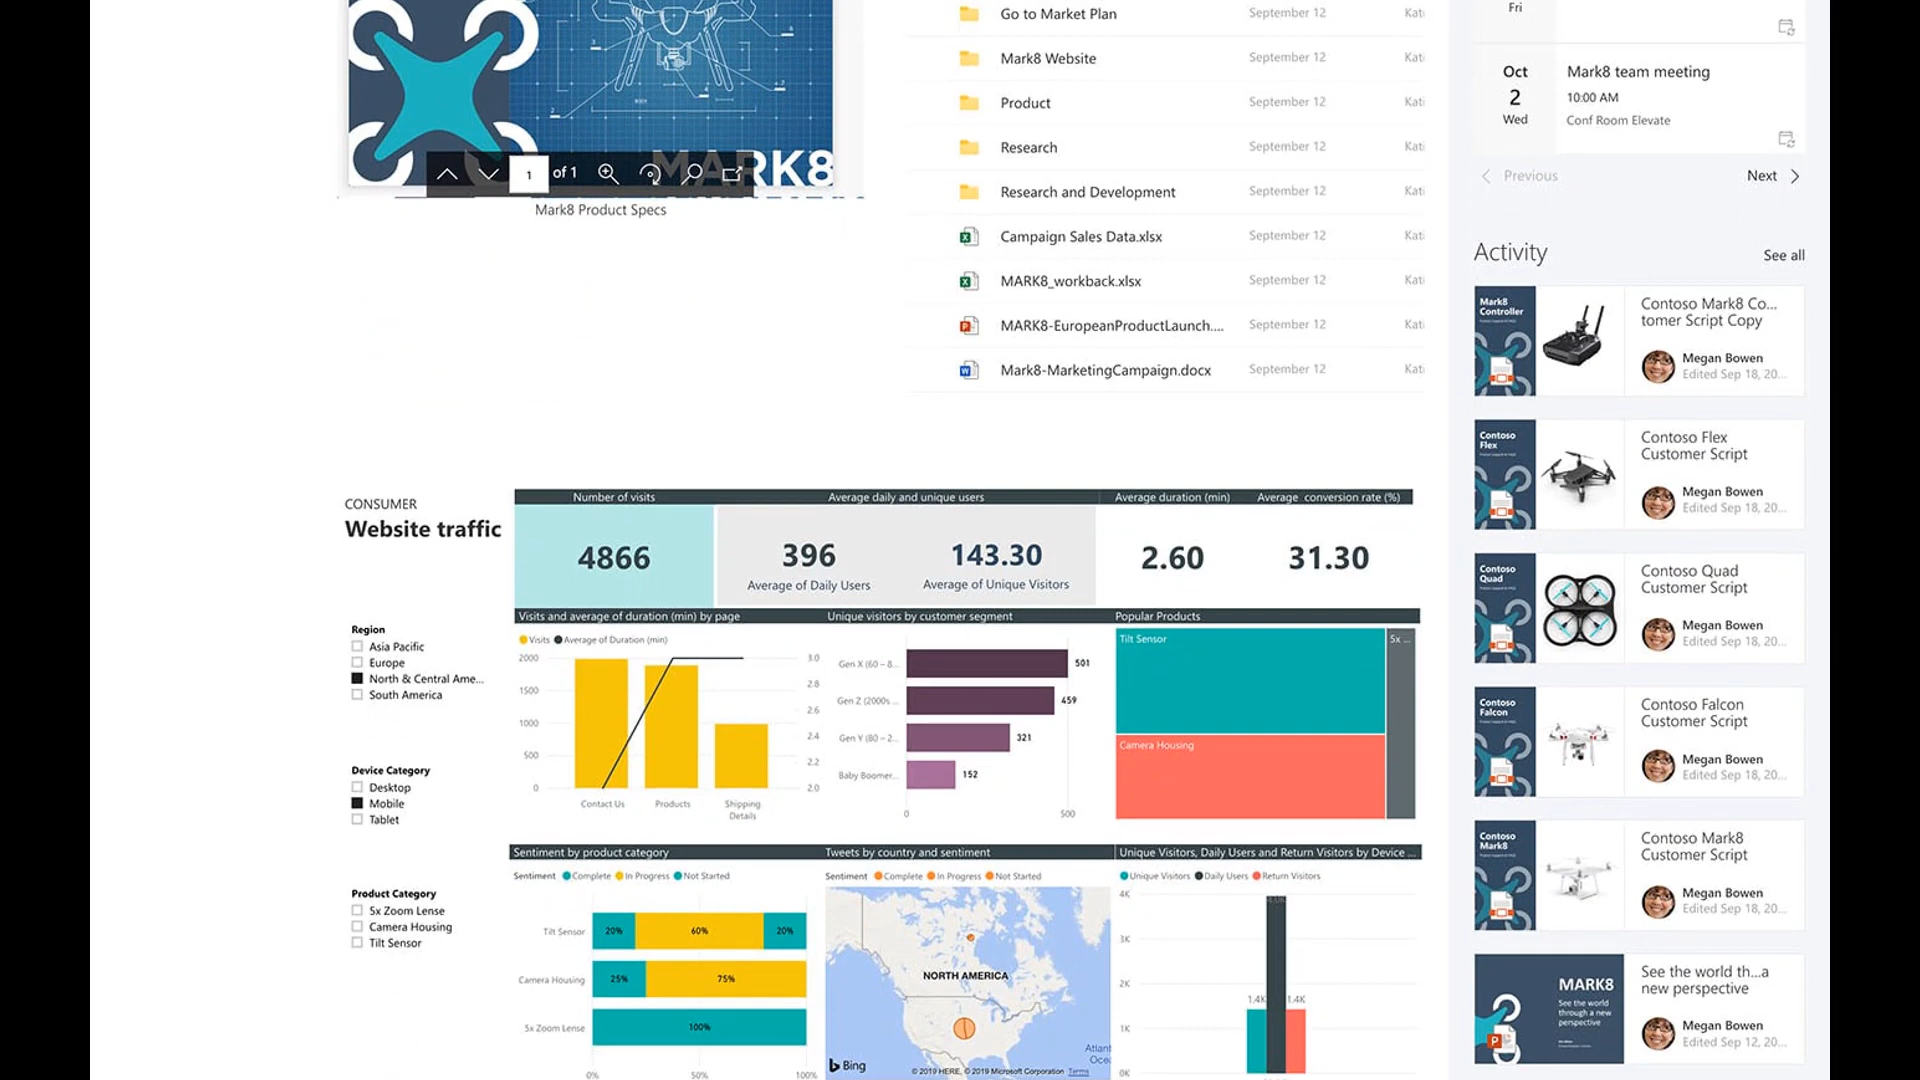 MARK8
1 of 1
Mark8 Product Specs
Go to Market Plan September 12 Kati
Mark8 Website September 12 Kati
Product September 12 Kati
Research September 12 Kati
Research and Development September 12 Kati
Campaign Sales Data.xlsx September 12 Kati
MARK8_workback.xlsx September 12 Kati
MARK8-EuropeanProductLaunch.... September 12 Kati
Mark8-MarketingCampaign.docx September 12 Kati
Fri
Oct
2
Wed
Mark8 team meeting
10:00 AM
Conf Room Elevate
Previous
Next
Activity
See all
Mark8
Controller
Contoso Mark8 Co...
tomer Script Copy
Megan Bowen
Edited Sep 18, 20...
Contoso
Flex
Contoso Flex
Customer Script
Megan Bowen
Edited Sep 18, 20...
Contoso
Quad
Contoso Quad
Customer Script
Megan Bowen
Edited Sep 18, 20...
Contoso
Falcon
Contoso Falcon
Customer Script
Megan Bowen
Edited Sep 18, 20...
Contoso
Mark8
Contoso Mark8
Customer Script
Megan Bowen
Edited Sep 18, 20...
MARK8
See the world
through a new
perspective
See the world th...a
new perspective
Megan Bowen
Edited Sep 12, 20...
CONSUMER
Website traffic
Region
Asia Pacific
Europe
North & Central Ame...
South America
Device Category
Desktop
Mobile
Tablet
Product Category
5x Zoom Lense
Camera Housing
Tilt Sensor
Number of visits
4866
Average daily and unique users
396
Average of Daily Users
143.30
Average of Unique Visitors
Average duration (min)
2.60
Average conversion rate (%)
31.30
Visits and average of duration (min) by page
Visits Average of Duration (min)
2000
1500
1000
500
0
3.0
2.8
2.6
2.4
2.2
2.0
Contact Us Products Shipping
Details
Unique visitors by customer segment
Gen X (60 – 8... 501
Gen Z (2000s ... 459
Gen Y (80 – 2... 321
Baby Boomer... 152
0 500
Popular Products
Tilt Sensor
5x ...
Camera Housing
Sentiment by product category
Sentiment Complete In Progress Not Started
Tilt Sensor 20% 60% 20%
Camera Housing 25% 75%
5x Zoom Lense 100%
0% 50% 100%
Tweets by country and sentiment
Sentiment Complete In Progress Not Started
NORTH AMERICA
Atlant
Ocea
Bing
© 2019 HERE, © 2019 Microsoft Corporation Terms
Unique Visitors, Daily Users and Return Visitors by Device ...
Unique Visitors Daily Users Return Visitors
4K
3K
2K
1K
0K
4.0K
1.4K
1.4K